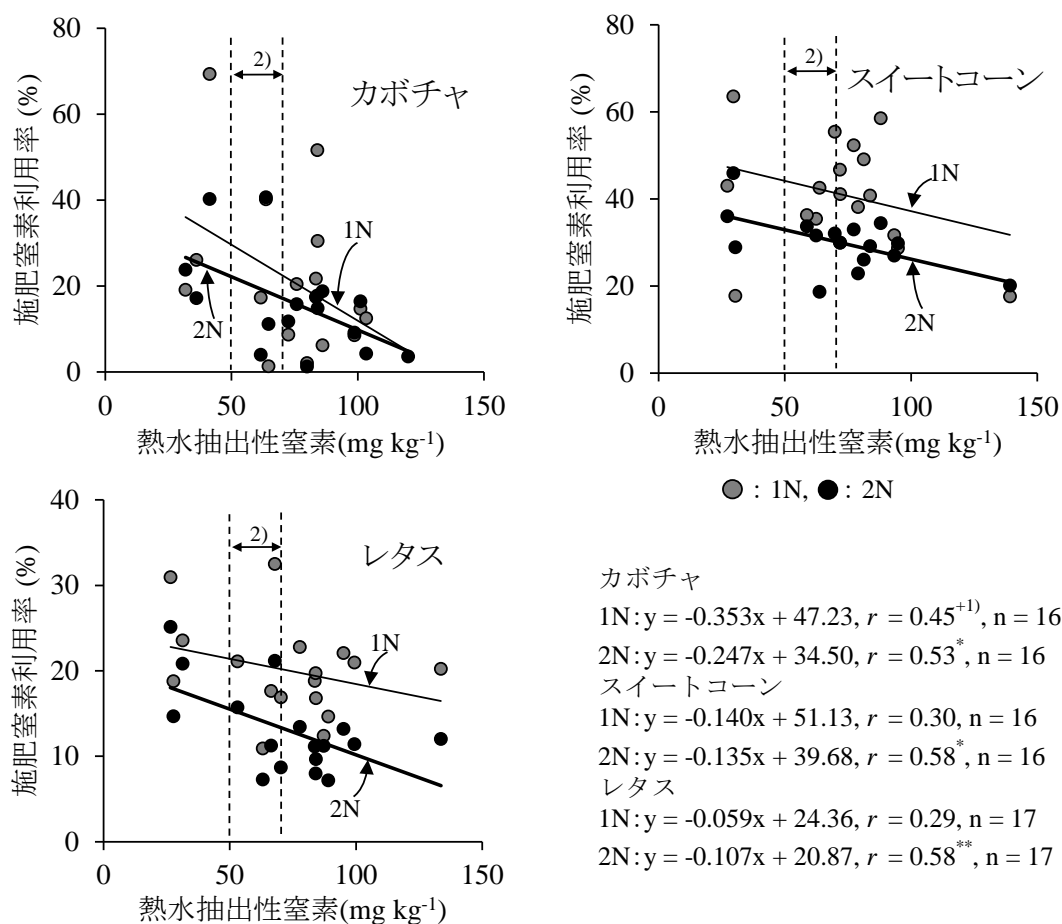 施肥窒素利用率 (%)
80
60
40
20
0
0
50
100
150
2)
カボチャ
1N
2N
熱水抽出性窒素(mg kg-1)
施肥窒素利用率 (%)
80
60
40
20
0
0
50
100
150
2)
スイートコーン
1N
2N
熱水抽出性窒素(mg kg-1)
: 1N, : 2N
施肥窒素利用率 (%)
40
30
20
10
0
0
50
100
150
2)
レタス
1N
2N
熱水抽出性窒素(mg kg-1)
カボチャ
1N:y = -0.353x + 47.23, r = 0.45+1), n = 16
2N:y = -0.247x + 34.50, r = 0.53*, n = 16
スイートコーン
1N:y = -0.140x + 51.13, r = 0.30, n = 16
2N:y = -0.135x + 39.68, r = 0.58*, n = 16
レタス
1N:y = -0.059x + 24.36, r = 0.29, n = 17
2N:y = -0.107x + 20.87, r = 0.58**, n = 17